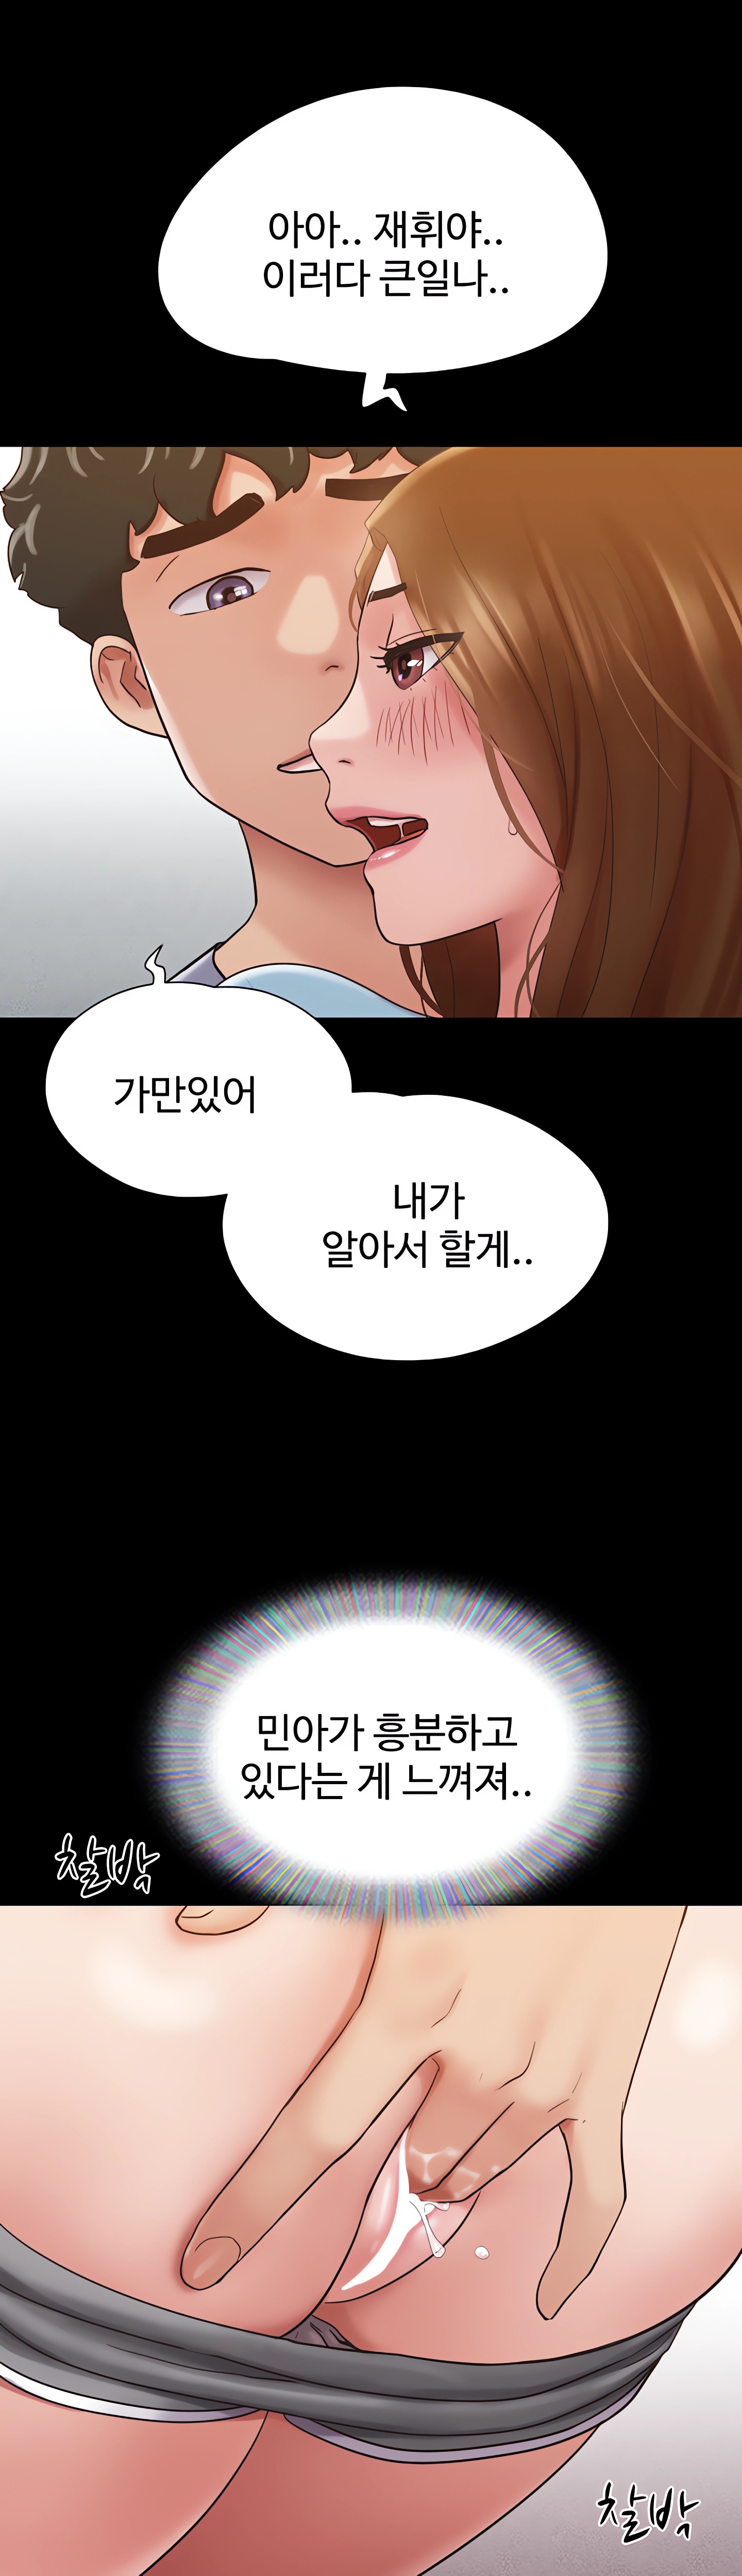 아아.. 재휘야..
이러다 큰일나..
가만있어
내가
알아서 할게..
민아가 흥분하고
있다는 게 느껴져..
찰박
찰박